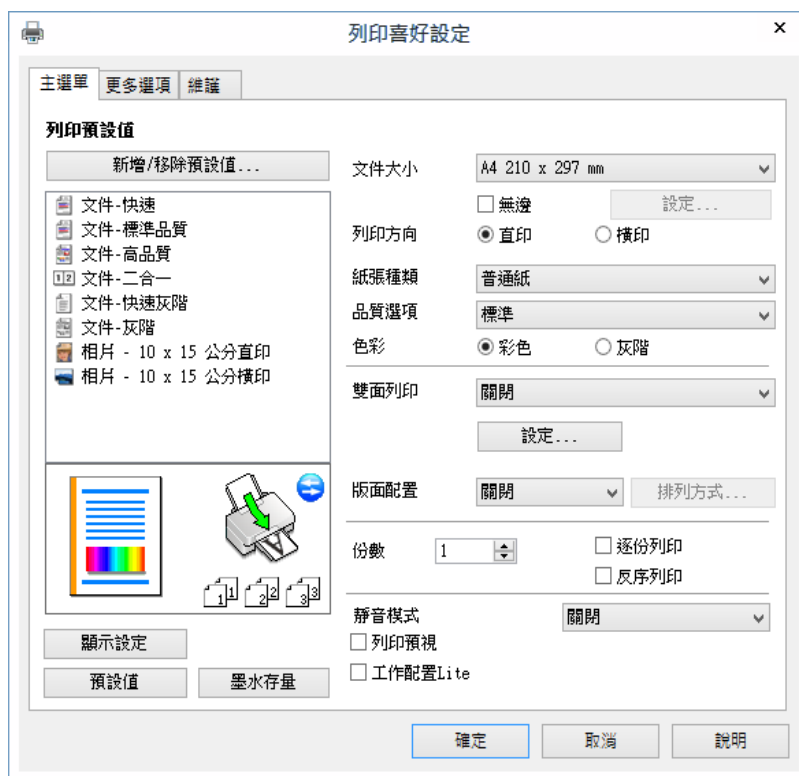 列印喜好設定
主選單 更多選項 維護
列印預設值
新增/移除預設值...
文件-快速
文件-標準品質
文件-高品質
1 2 文件-二合一
文件-快速灰階
文件-灰階
相片 - 10 x 15 公分直印
相片 - 10 x 15 公分橫印
1 1 2 2 3 3
顯示設定
預設值 墨水存量
文件大小 A4 210 x 297 mm
無邊 設定...
列印方向 直印 橫印
紙張種類 普通紙
品質選項 標準
色彩 彩色 灰階
雙面列印 關閉
設定...
版面配置 關閉 排列方式...
份數 1 逐份列印
反序列印
靜音模式 關閉
列印預視
工作配置Lite
確定 取消 說明